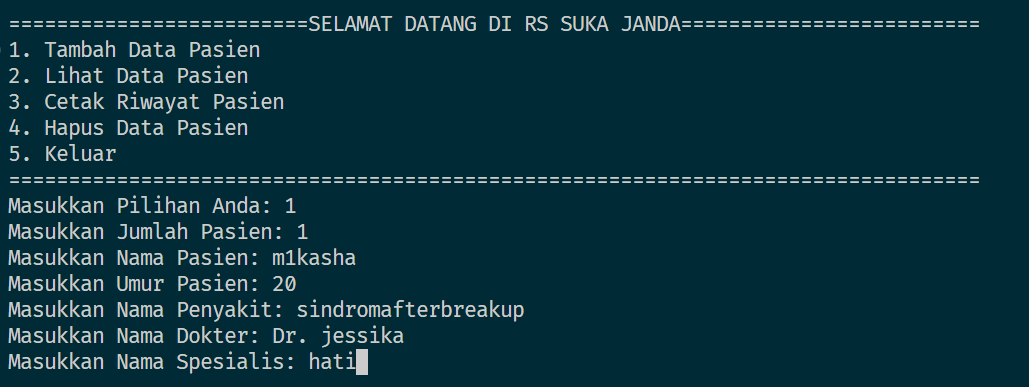 =========================SELAMAT DATANG DI RS SUKA JANDA=========================
1. Tambah Data Pasien
2. Lihat Data Pasien
3. Cetak Riwayat Pasien
4. Hapus Data Pasien
5. Keluar
=================================================================================
Masukkan Pilihan Anda: 1
Masukkan Jumlah Pasien: 1
Masukkan Nama Pasien: m1kasha
Masukkan Umur Pasien: 20
Masukkan Nama Penyakit: sindromafterbreakup
Masukkan Nama Dokter: Dr. jessika
Masukkan Nama Spesialis: hati